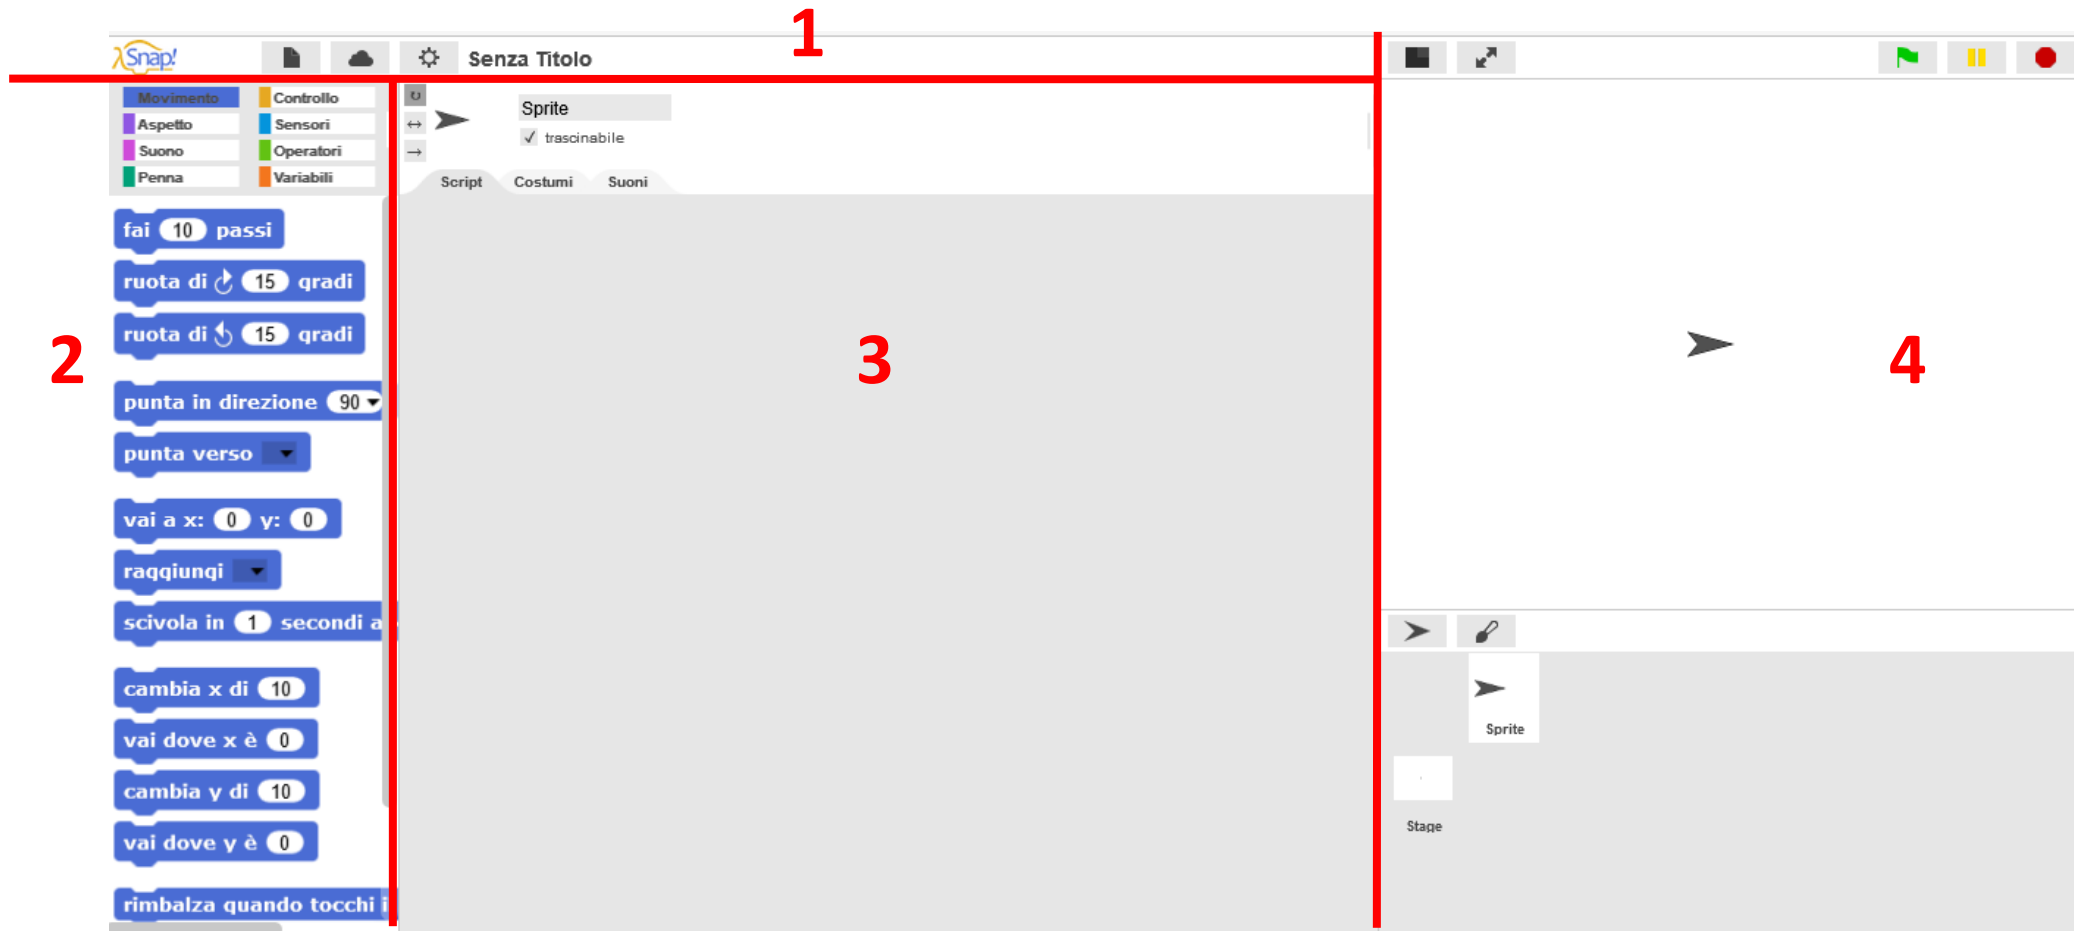 1
λSnap!
Senza Titolo
Movimento
Controllo
Aspetto
Sensori
Suono
Operatori
Penna
Variabili
Sprite
trascinabile
Script Costumi Suoni
fai 10 passi
ruota di 15 gradi
ruota di 15 gradi
punta in direzione 90
punta verso
vai a x: 0 y: 0
raggiungi
scivola in 1 secondi a
cambia x di 10
vai dove x è 0
cambia y di 10
vai dove y è 0
rimbalza quando tocchi i
2
3
4
Sprite
Stage